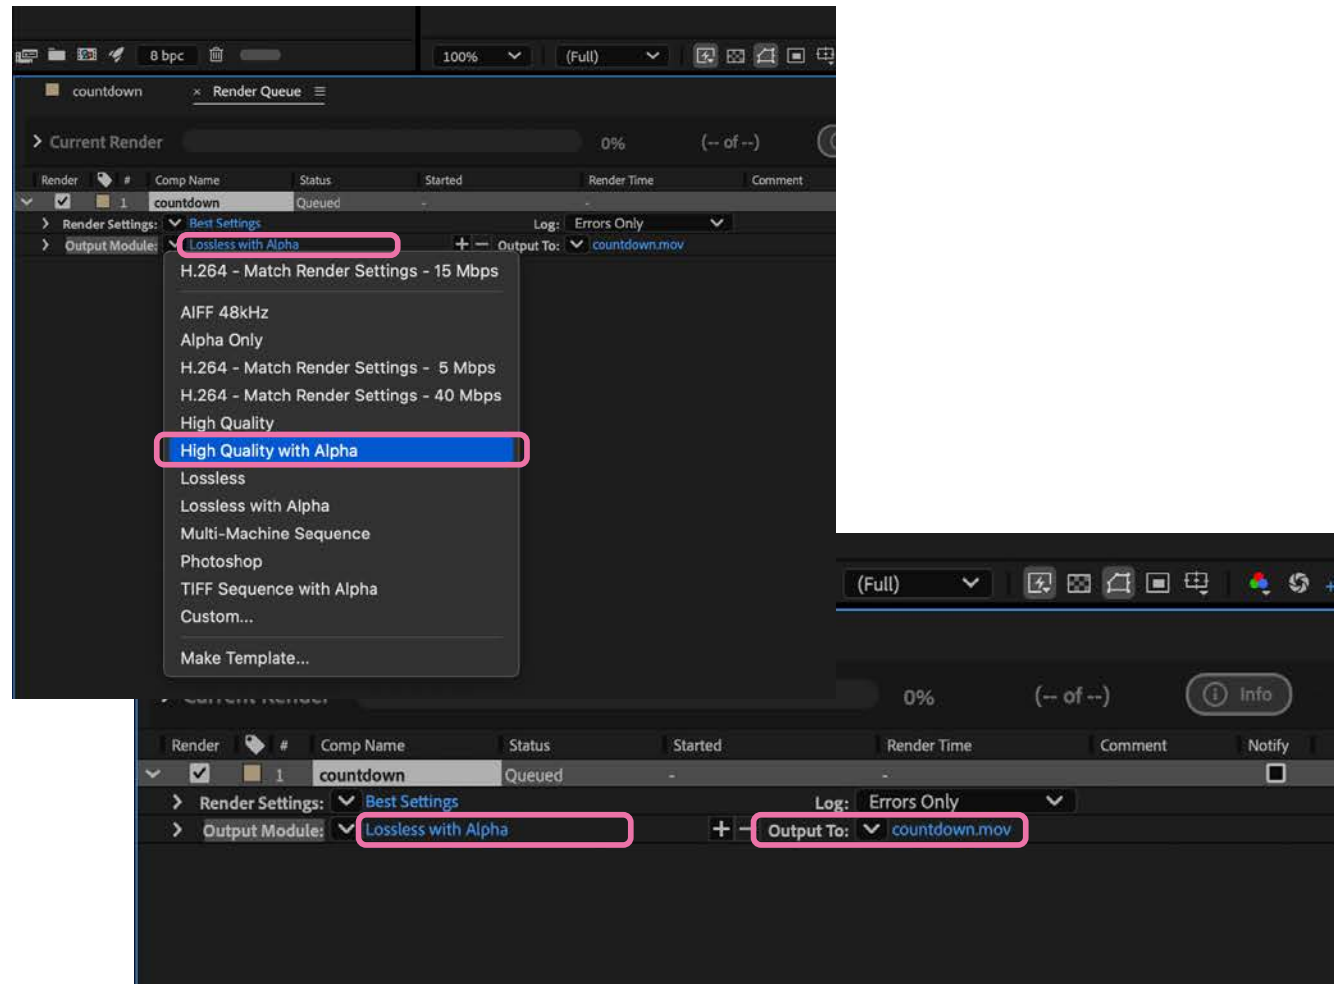 8 bpc
100%
(Full)
countdown
× Render Queue
Current Render
0%
(-- of --)
Render
#
Comp Name
Status
Started
Render Time
Comment
1
countdown
Queued
-
-
Render Settings:
Best Settings
Log:
Errors Only
Output Module:
Lossless with Alpha
Output To:
countdown.mov
H.264 - Match Render Settings - 15 Mbps
AIFF 48kHz
Alpha Only
H.264 - Match Render Settings - 5 Mbps
H.264 - Match Render Settings - 40 Mbps
High Quality
High Quality with Alpha
Lossless
Lossless with Alpha
Multi-Machine Sequence
Photoshop
TIFF Sequence with Alpha
Custom...
Make Template...
(Full)
Current Render
0%
(-- of --)
Info
Render
#
Comp Name
Status
Started
Render Time
Comment
Notify
1
countdown
Queued
-
-
Render Settings:
Best Settings
Log:
Errors Only
Output Module:
Lossless with Alpha
Output To:
countdown.mov